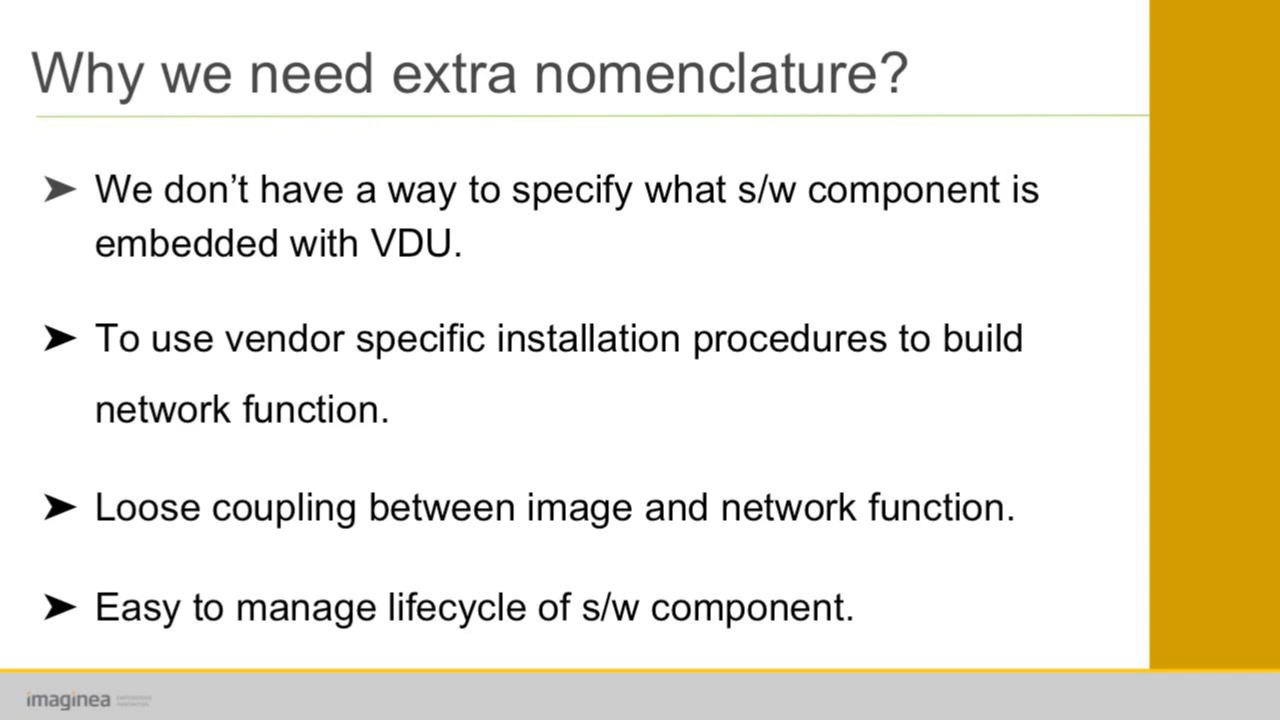 Why we need extra nomenclature?
➤ We don’t have a way to specify what s/w component is
embedded with VDU.
➤ To use vendor specific installation procedures to build
network function.
➤ Loose coupling between image and network function.
➤ Easy to manage lifecycle of s/w component.
imaginea